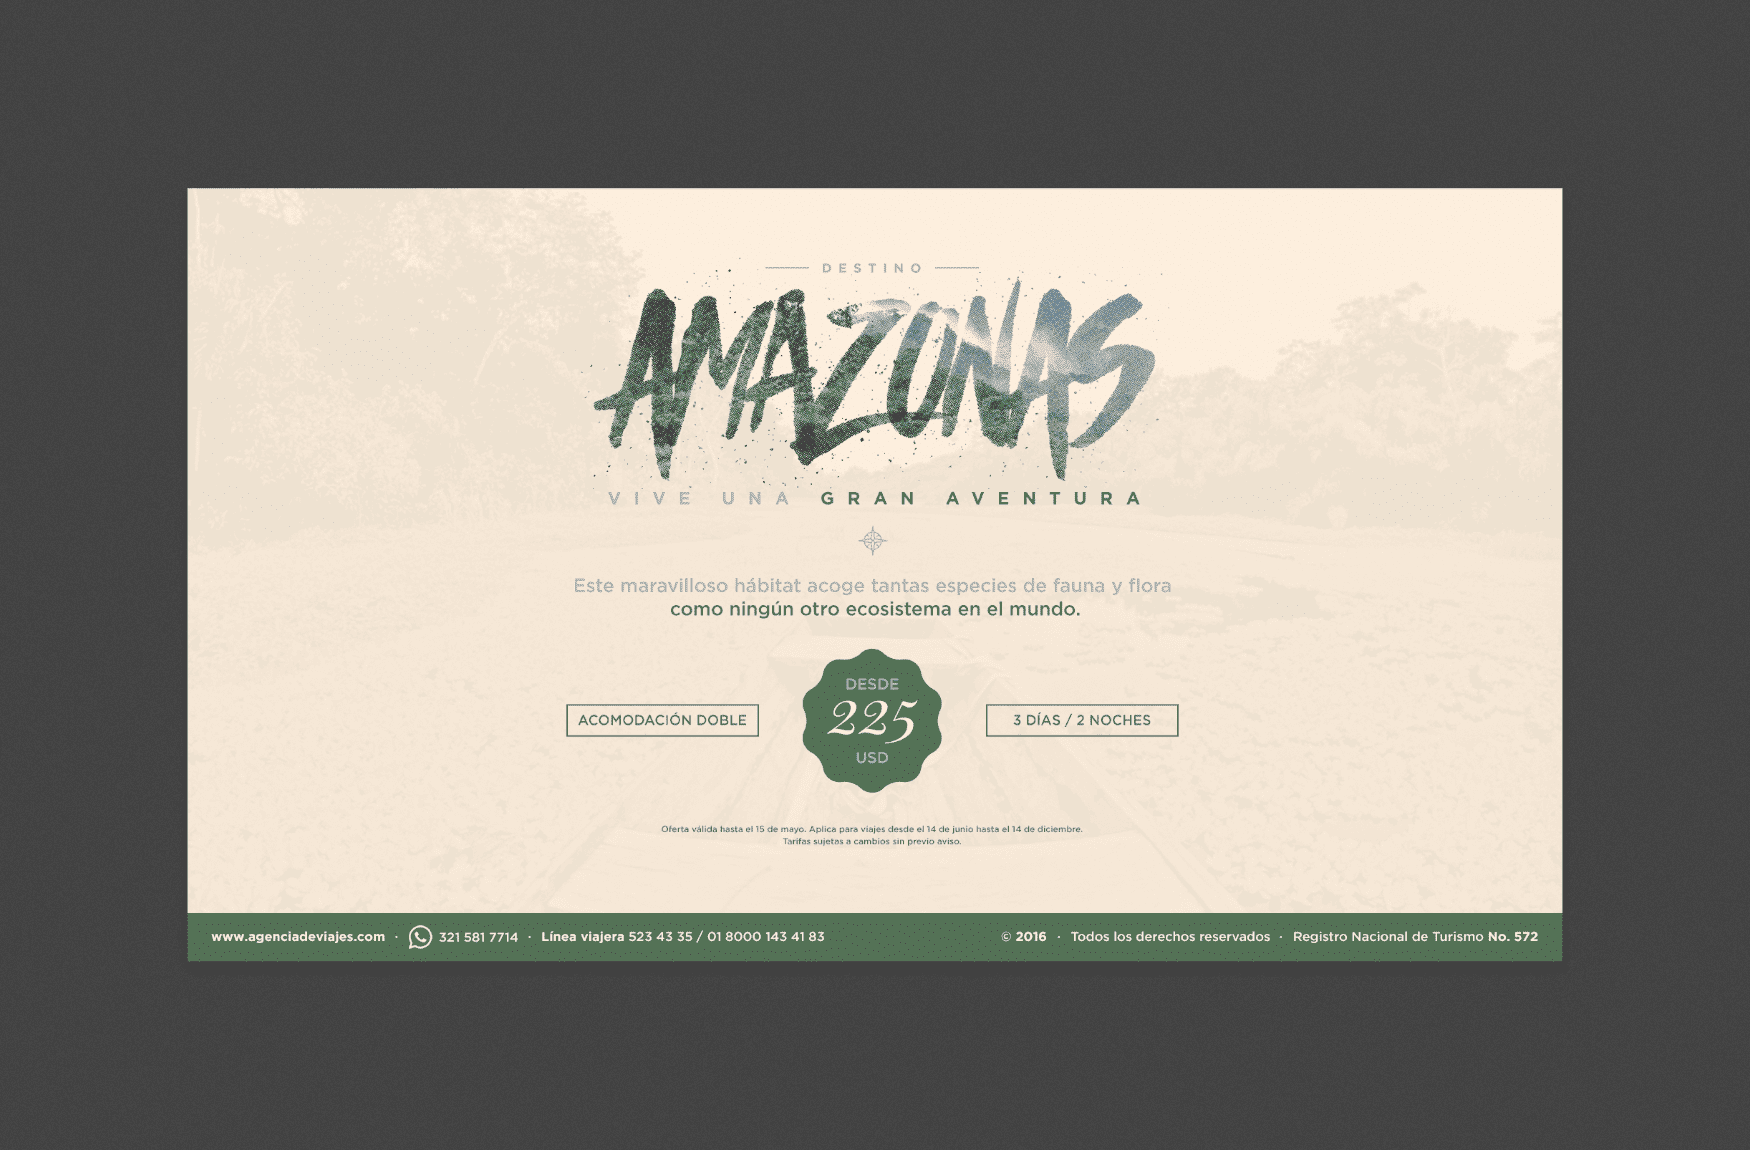 DESTINO
AMAZONAS
VIVE UNA GRAN AVENTURA
Este maravilloso hábitat acoge tantas especies de fauna y flora
como ningún otro ecosistema en el mundo.
ACOMODACIÓN DOBLE
DESDE
225
USD
3 DÍAS / 2 NOCHES
Oferta válida hasta el 15 de mayo. Aplica para viajes desde el 14 de junio hasta el 14 de diciembre.
Tarifas sujetas a cambios sin previo aviso.
www.agenciadeviajes.com · 321 581 7714 · Línea viajera 523 43 35 / 01 8000 143 41 83
© 2016 · Todos los derechos reservados · Registro Nacional de Turismo No. 572